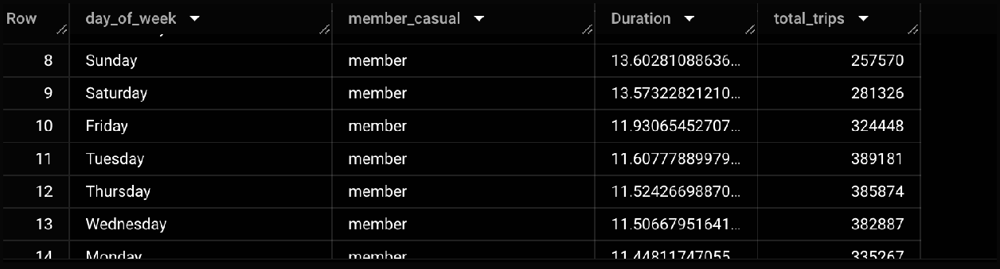 Row day_of_week member_casual Duration total_trips
8 Sunday member 13.60281088636... 257570
9 Saturday member 13.57322821210... 281326
10 Friday member 11.93065452707... 324448
11 Tuesday member 11.60777889979... 389181
12 Thursday member 11.52426698870... 385874
13 Wednesday member 11.50667951641... 382887
14 Monday member 11.44811747055... 335267